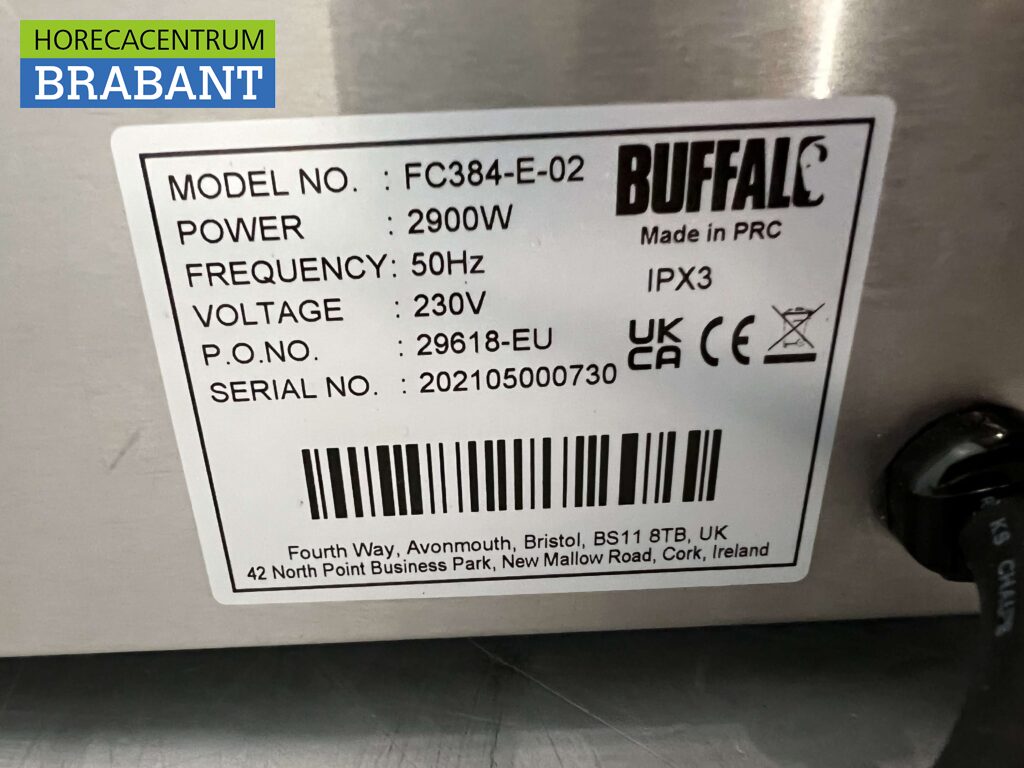 HORECACENTRUM
BRABANT
MODEL NO. : FC384-E-02
POWER : 2900W
FREQUENCY: 50Hz
VOLTAGE : 230V
P.O.NO. : 29618-EU
SERIAL NO. : 202105000730
BUFFALO
Made in PRC
IPX3
UK
CA CE
Fourth Way, Avonmouth, Bristol, BS11 8TB, UK
42 North Point Business Park, New Mallow Road, Cork, Ireland